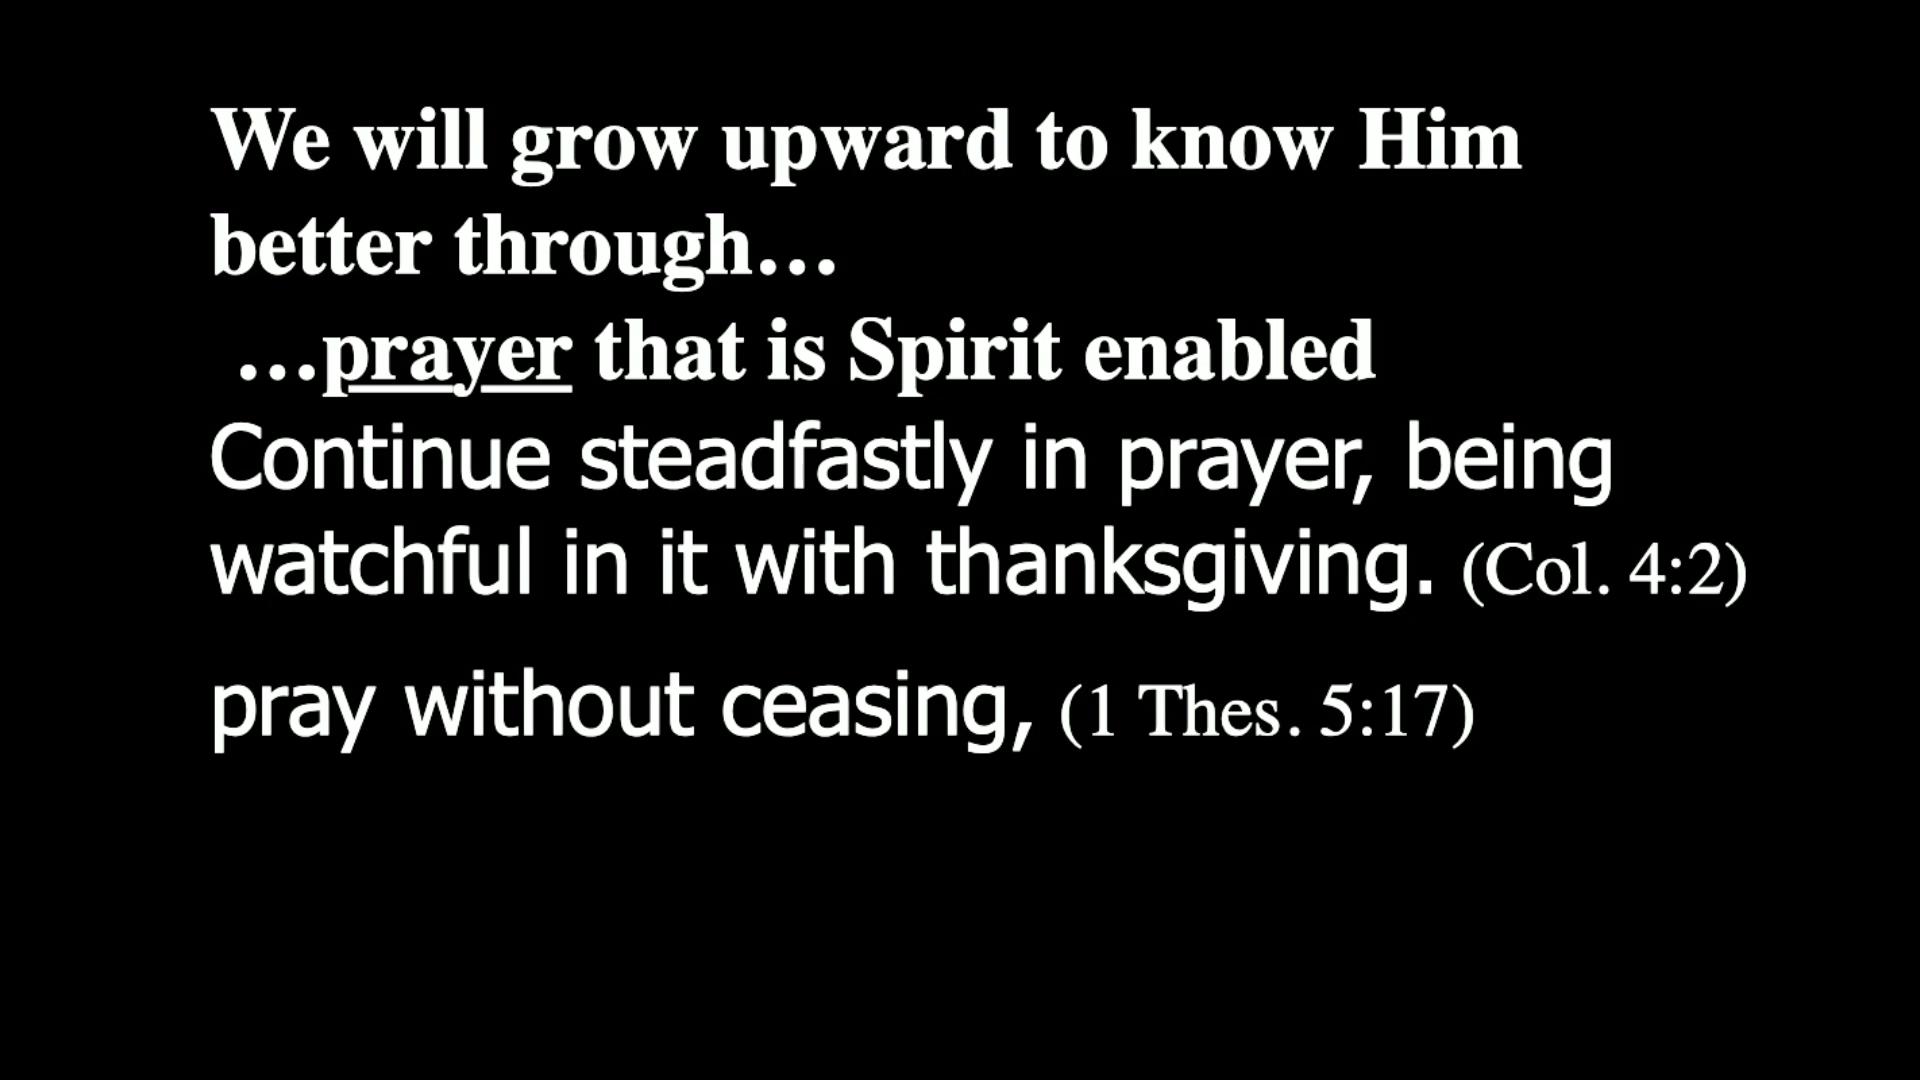 We will grow upward to know Him
better through…
…prayer that is Spirit enabled
Continue steadfastly in prayer, being
watchful in it with thanksgiving. (Col. 4:2)
pray without ceasing, (1 Thes. 5:17)